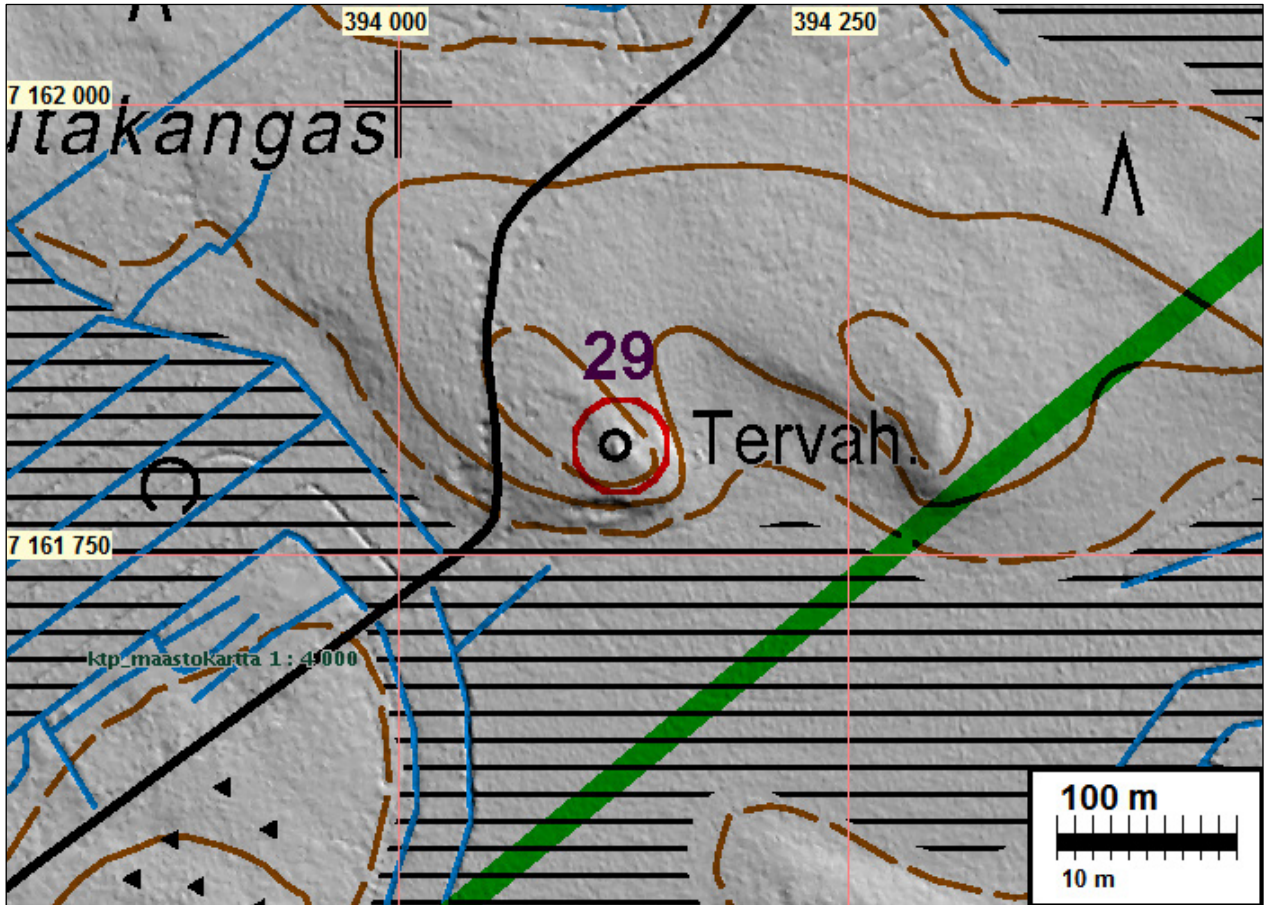 394 000
394 250
7 162 000
itakangas
29
Tervah.
7 161 750
ktp_maastokartta 1 : 4 000
100 m
10 m